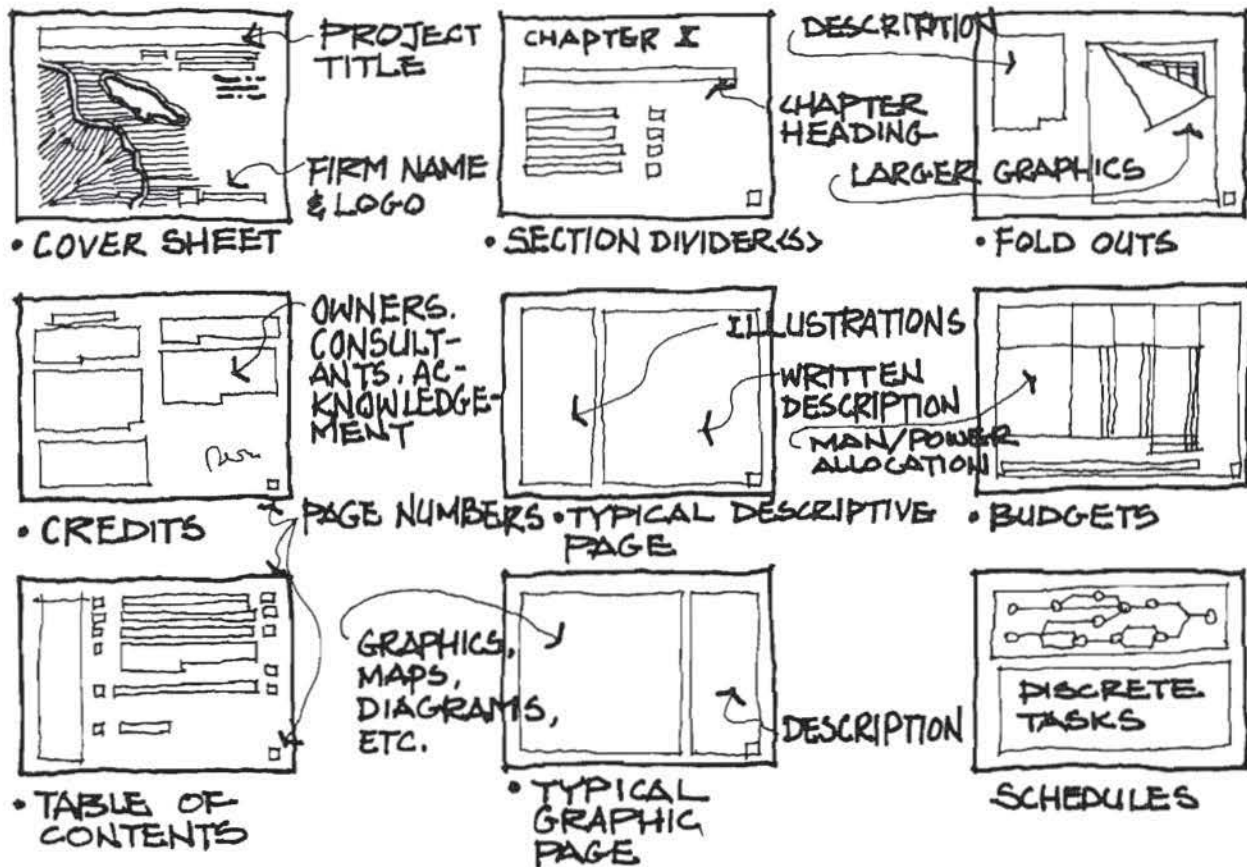 PROJECT
TITLE
FIRM NAME
& LOGO
• COVER SHEET
CHAPTER X
CHAPTER
HEADING
• SECTION DIVIDER<S>
DESCRIPTION
LARGER GRAPHICS
• FOLD OUTS
OWNERS.
CONSULT-
ANTS, AC-
KNOWLEDGE-
MENT
• CREDITS
PAGE NUMBERS
ILLUSTRATIONS
WRITTEN
DESCRIPTION
• TYPICAL DESCRIPTIVE
PAGE
MAN/POWER
ALLOCATION
• BUDGETS
• TABLE OF
CONTENTS
GRAPHICS,
MAPS,
DIAGRAMS,
ETC.
DESCRIPTION
• TYPICAL
GRAPHIC
PAGE
DISCRETE
TASKS
SCHEDULES